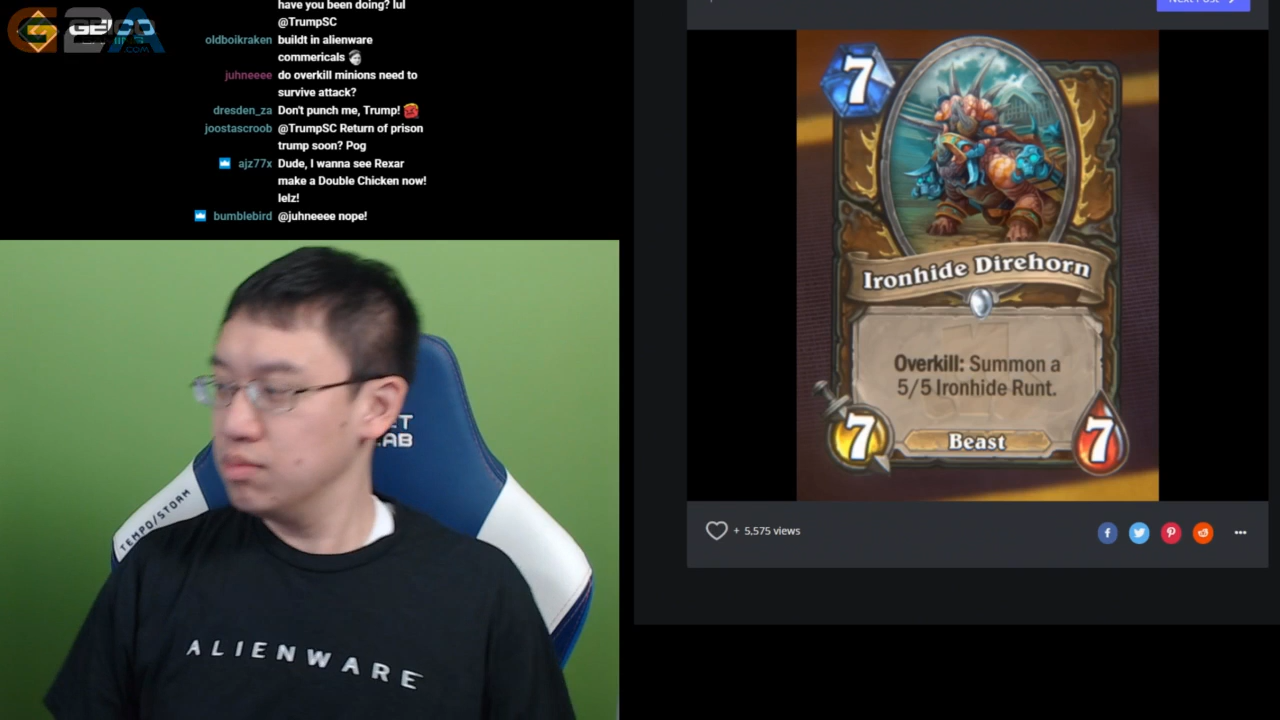 have you been doing? lul
@TrumpSC
oldboikraken buildt in alienware
commericals
juhneeee do overkill minions need to
survive attack?
dresden_za Don't punch me, Trump!
joostascroob @TrumpSC Return of prison
trump soon? Pog
ajz77x Dude, I wanna see Rexar
make a Double Chicken now!
lelz!
bumblebird @juhneeee nope!
GEICO
G2A
.COM
TEMPO/STORM
ALIENWARE
Next Post
7
Ironhide Direhorn
Overkill: Summon a
5/5 Ironhide Runt.
7
Beast
7
+ 5,575 views